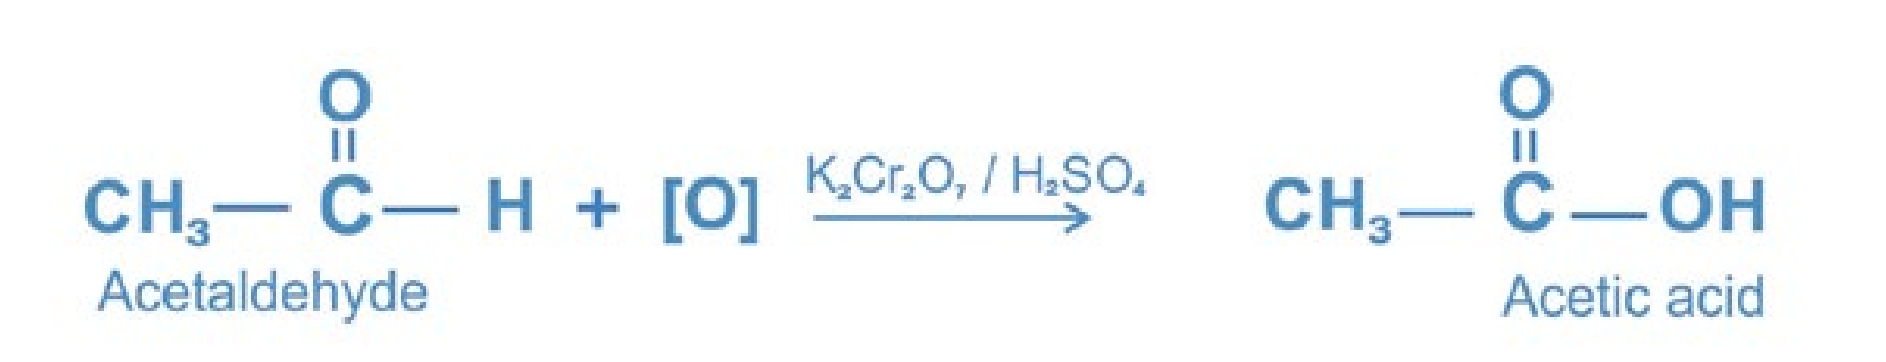 O
||
CH₃— C — H + [O] K₂Cr₂O₇ / H₂SO₄
Acetaldehyde
O
||
CH₃— C — OH
Acetic acid